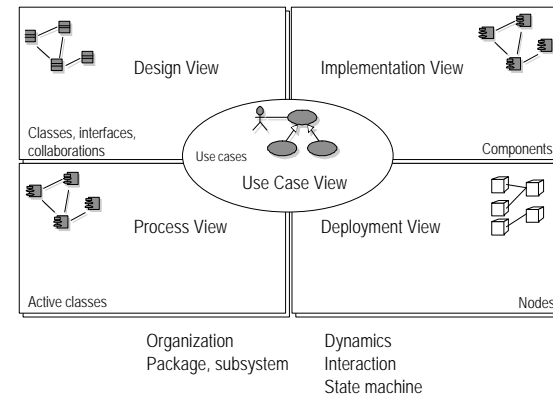 Design View
Implementation View
Classes, interfaces,
collaborations
Components
Use cases
Use Case View
Process View
Deployment View
Active classes
Nodes
Organization
Package, subsystem
Dynamics
Interaction
State machine